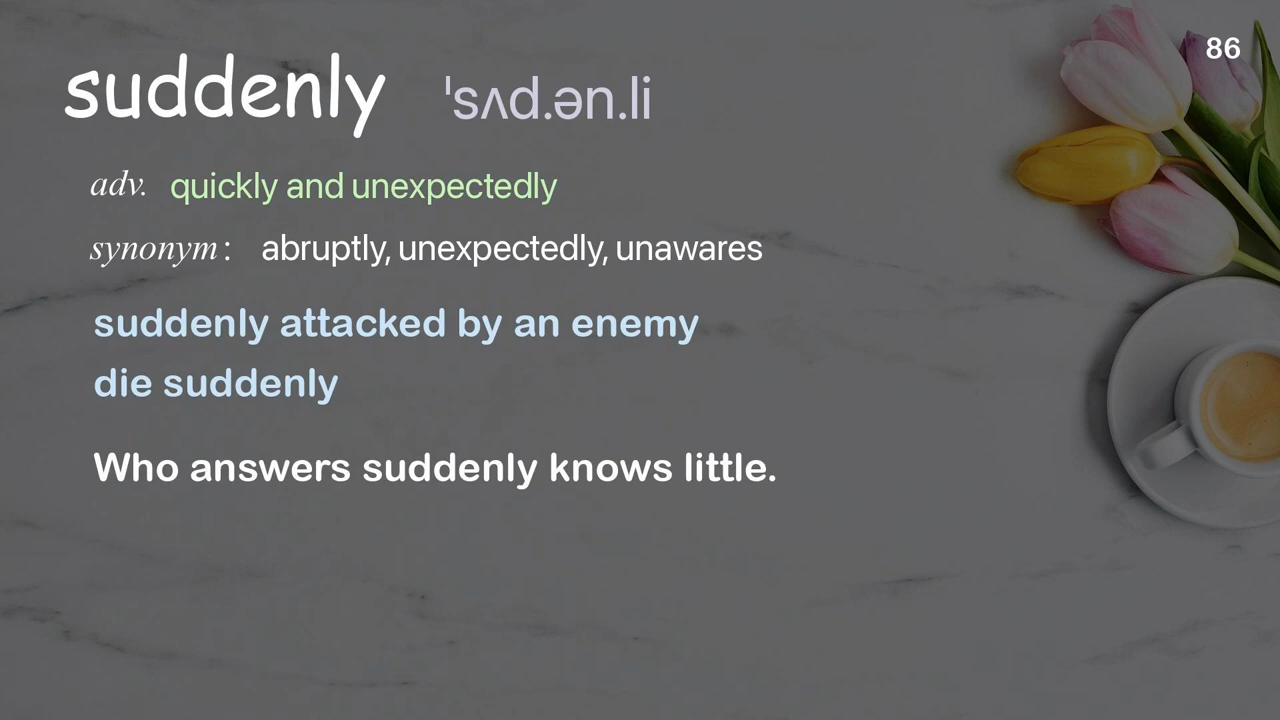 86
suddenly ˈsʌd.ən.li
adv. quickly and unexpectedly
synonym: abruptly, unexpectedly, unawares
suddenly attacked by an enemy
die suddenly
Who answers suddenly knows little.